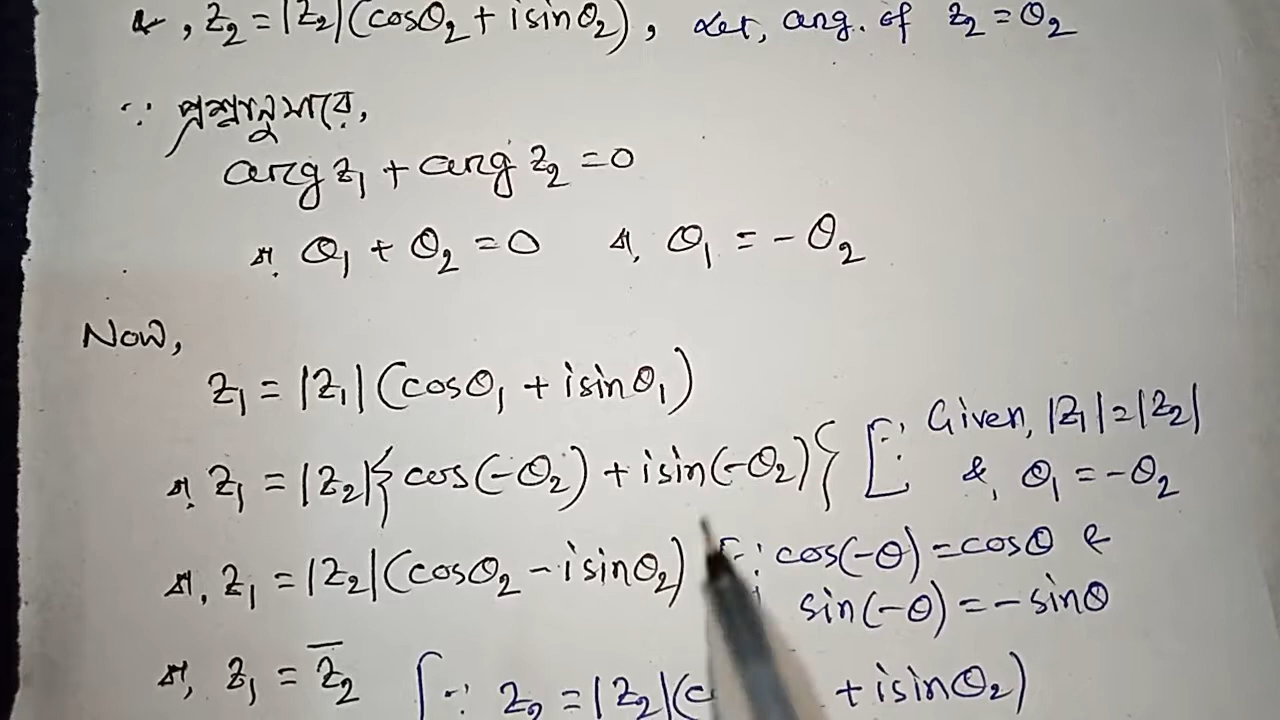 &, z₂ = |z₂|(cosθ₂ + isinθ₂), Let, arg. of z₂ = θ₂
∵ প্রশ্নানুসারে,
arg z₁ + arg z₂ = 0
বা, θ₁ + θ₂ = 0 বা, θ₁ = -θ₂
Now,
z₁ = |z₁|(cosθ₁ + isinθ₁)
বা, z₁ = |z₂|{cos(-θ₂) + isin(-θ₂)} [∵ Given, |z₁| = |z₂|
&, θ₁ = -θ₂
বা, z₁ = |z₂|(cosθ₂ - isinθ₂) [∵ cos(-θ) = cosθ &
sin(-θ) = -sinθ
বা, z₁ = z̅₂ [∵ z₂ = |z₂|(c + isinθ₂)